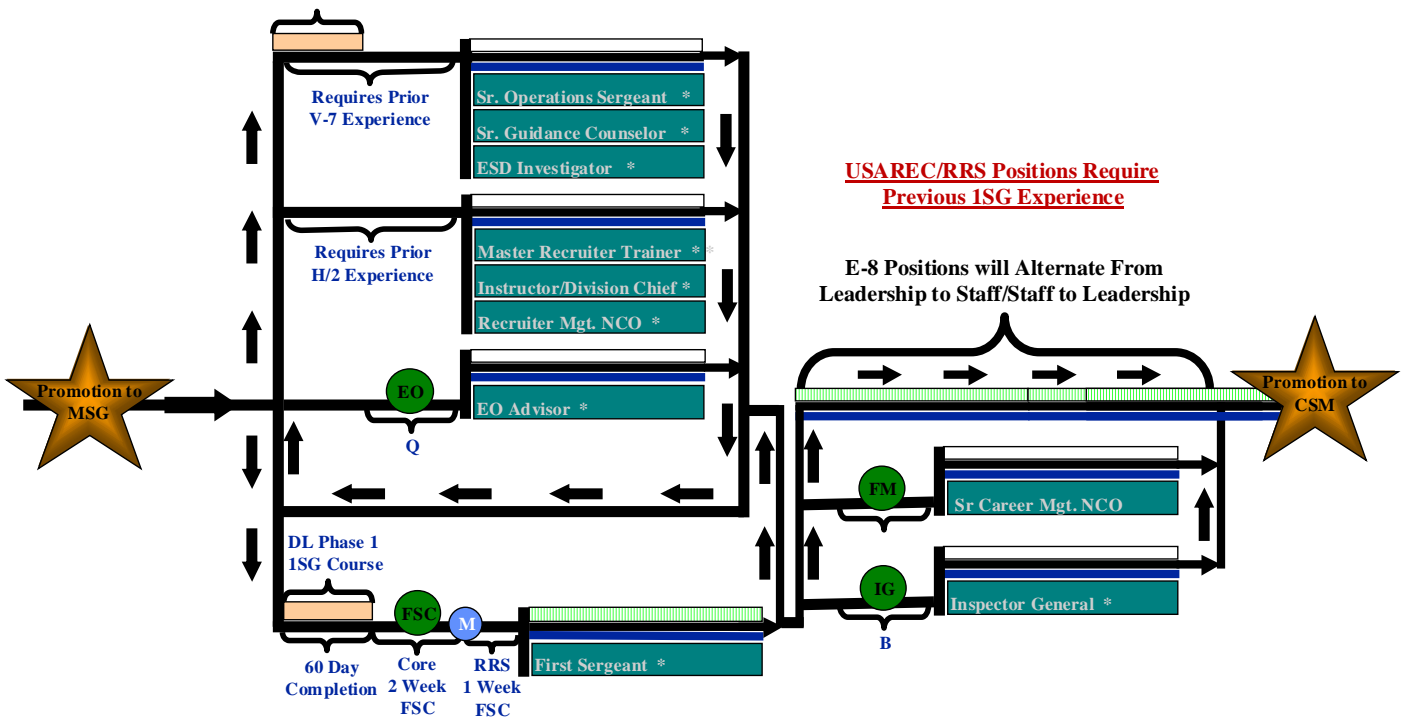 Requires Prior
V-7 Experience
Sr. Operations Sergeant *
Sr. Guidance Counselor *
ESD Investigator *
Requires Prior
H/2 Experience
Master Recruiter Trainer * *
Instructor/Division Chief *
Recruiter Mgt. NCO *
EO
EO Advisor *
Q
Promotion to
MSG
DL Phase 1
1SG Course
FSC
M
First Sergeant *
60 Day
Completion
Core
2 Week
FSC
RRS
1 Week
FSC
USAREC/RRS Positions Require
Previous 1SG Experience
E-8 Positions will Alternate From
Leadership to Staff/Staff to Leadership
Promotion to
CSM
FM
Sr Career Mgt. NCO
IG
Inspector General *
B